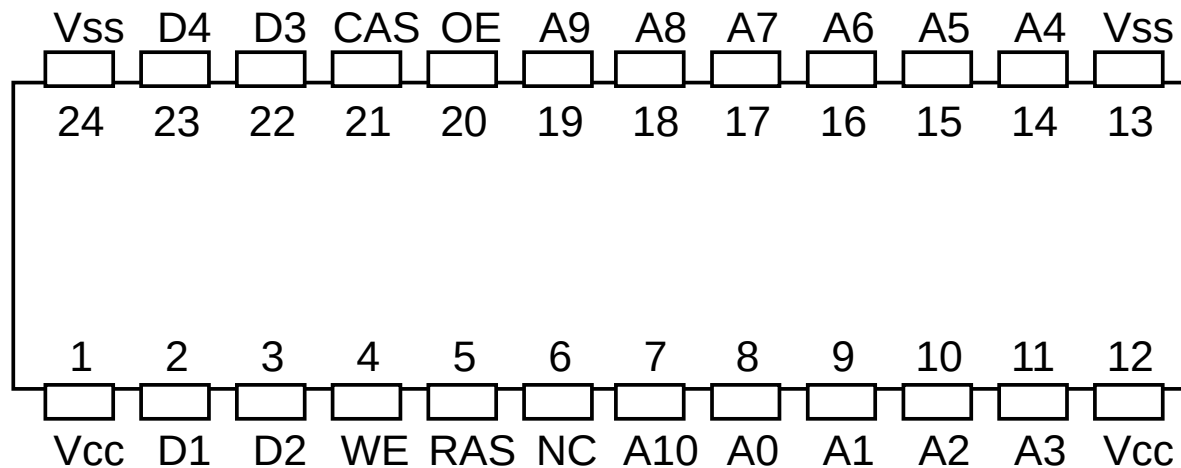 Vss D4 D3 CAS OE A9 A8 A7 A6 A5 A4 Vss
24 23 22 21 20 19 18 17 16 15 14 13
1 2 3 4 5 6 7 8 9 10 11 12
Vcc D1 D2 WE RAS NC A10 A0 A1 A2 A3 Vcc